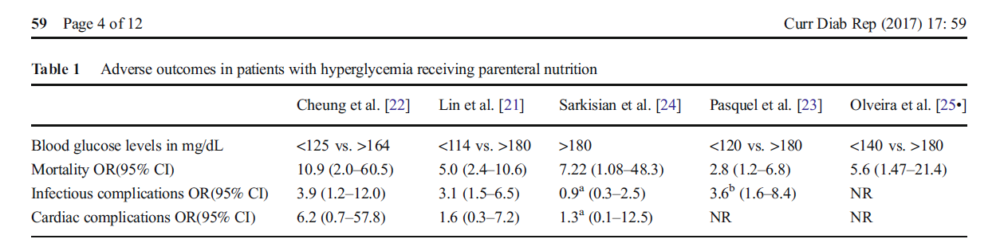 59 Page 4 of 12 Curr Diab Rep (2017) 17: 59
Table 1 Adverse outcomes in patients with hyperglycemia receiving parenteral nutrition
Cheung et al. [22] Lin et al. [21] Sarkisian et al. [24] Pasquel et al. [23] Olveira et al. [25•]
Blood glucose levels in mg/dL <125 vs. >164 <114 vs. >180 >180 <120 vs. >180 <140 vs. >180
Mortality OR(95% CI) 10.9 (2.0–60.5) 5.0 (2.4–10.6) 7.22 (1.08–48.3) 2.8 (1.2–6.8) 5.6 (1.47–21.4)
Infectious complications OR(95% CI) 3.9 (1.2–12.0) 3.1 (1.5–6.5) 0.9a (0.3–2.5) 3.6b (1.6–8.4) NR
Cardiac complications OR(95% CI) 6.2 (0.7–57.8) 1.6 (0.3–7.2) 1.3a (0.1–12.5) NR NR